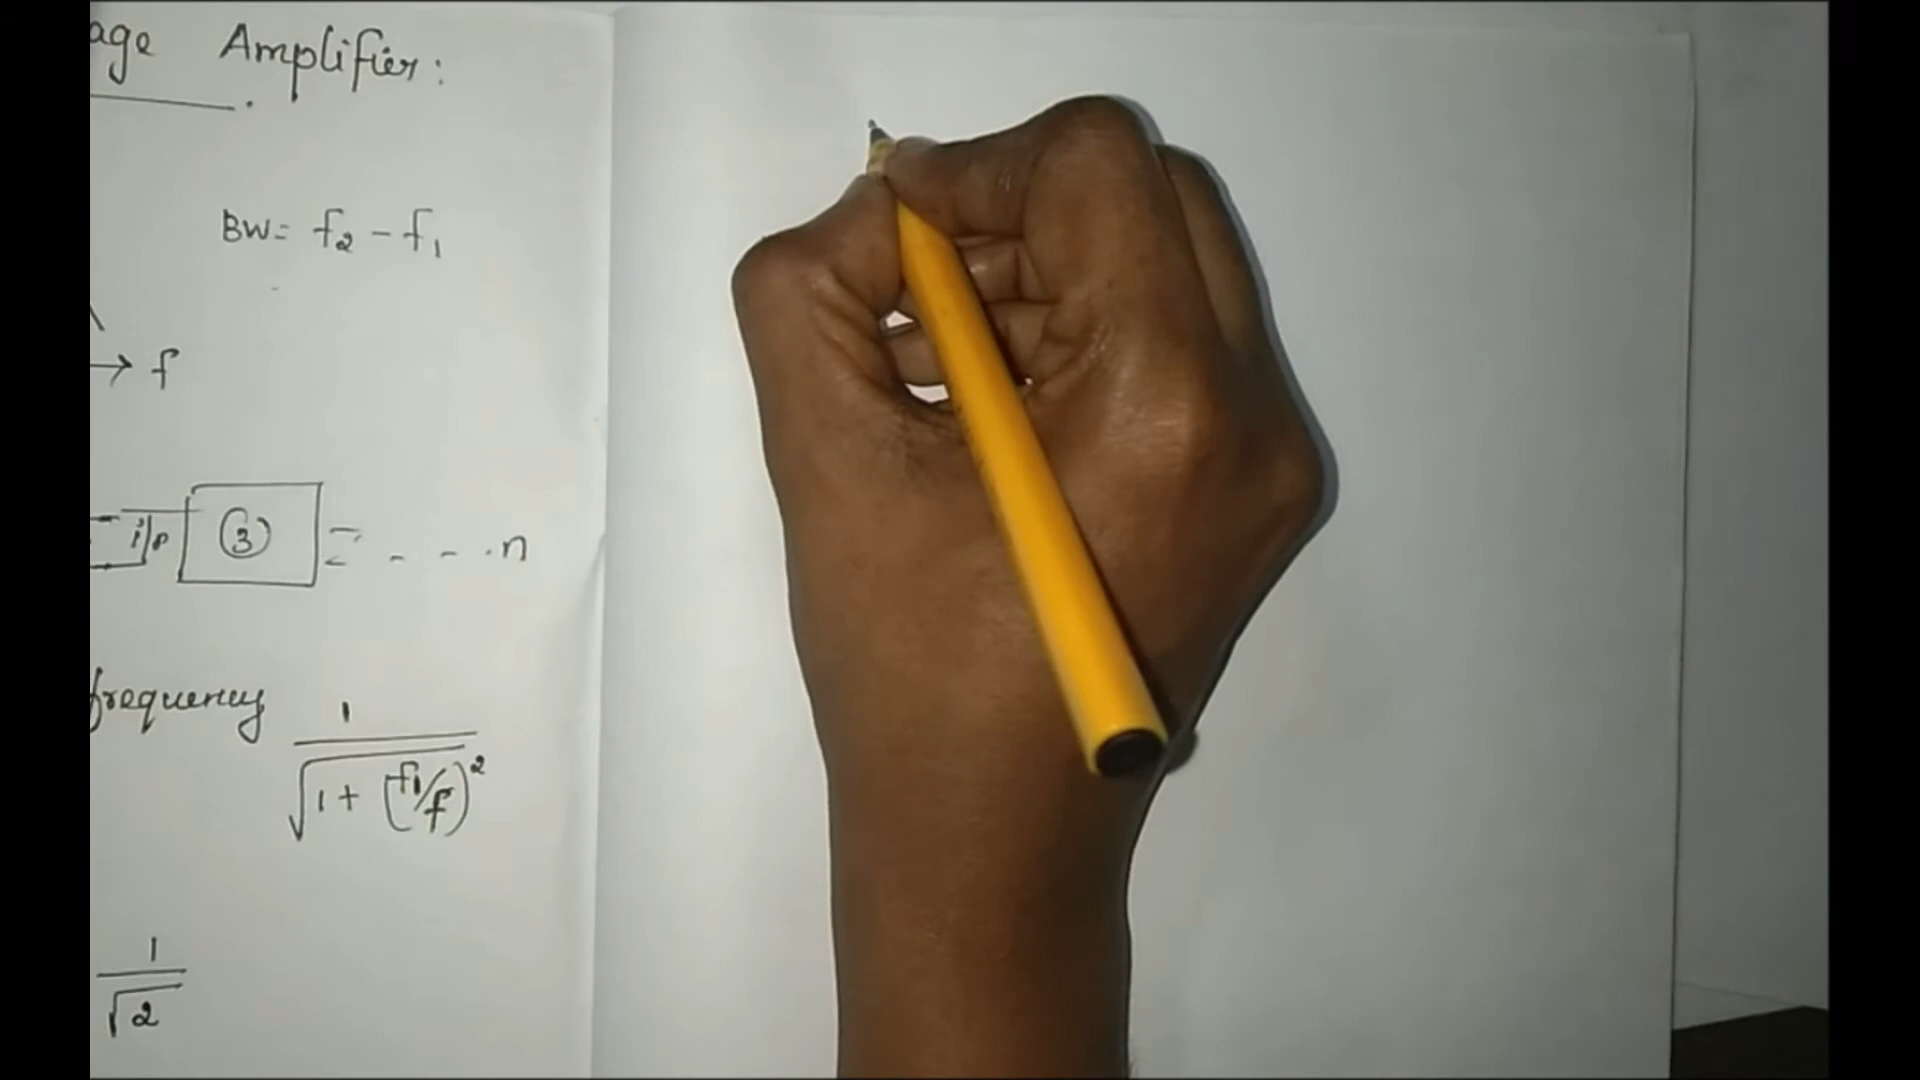 age Amplifier:
BW = f₂ - f₁
→ f
i/p ③ = - - . n
frequency 1
√1 + (f₁/f)²
1
√2